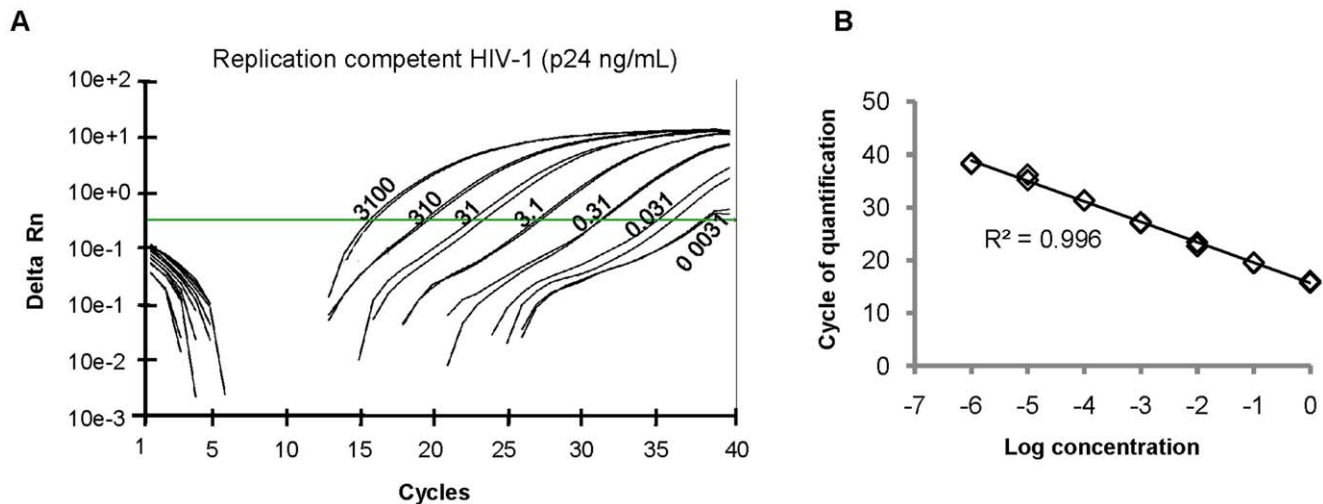 A
B
Replication competent HIV-1 (p24 ng/mL)
10e+2
10e+1
10e+0
10e-1
10e-1
10e-2
10e-3
Delta Rn
3100
310
31
3.1
0.31
0.031
0 0031
1 5 10 15 20 25 30 35 40
Cycles
50
40
30
20
10
0
Cycle of quantification
R² = 0.996
-7 -6 -5 -4 -3 -2 -1 0
Log concentration